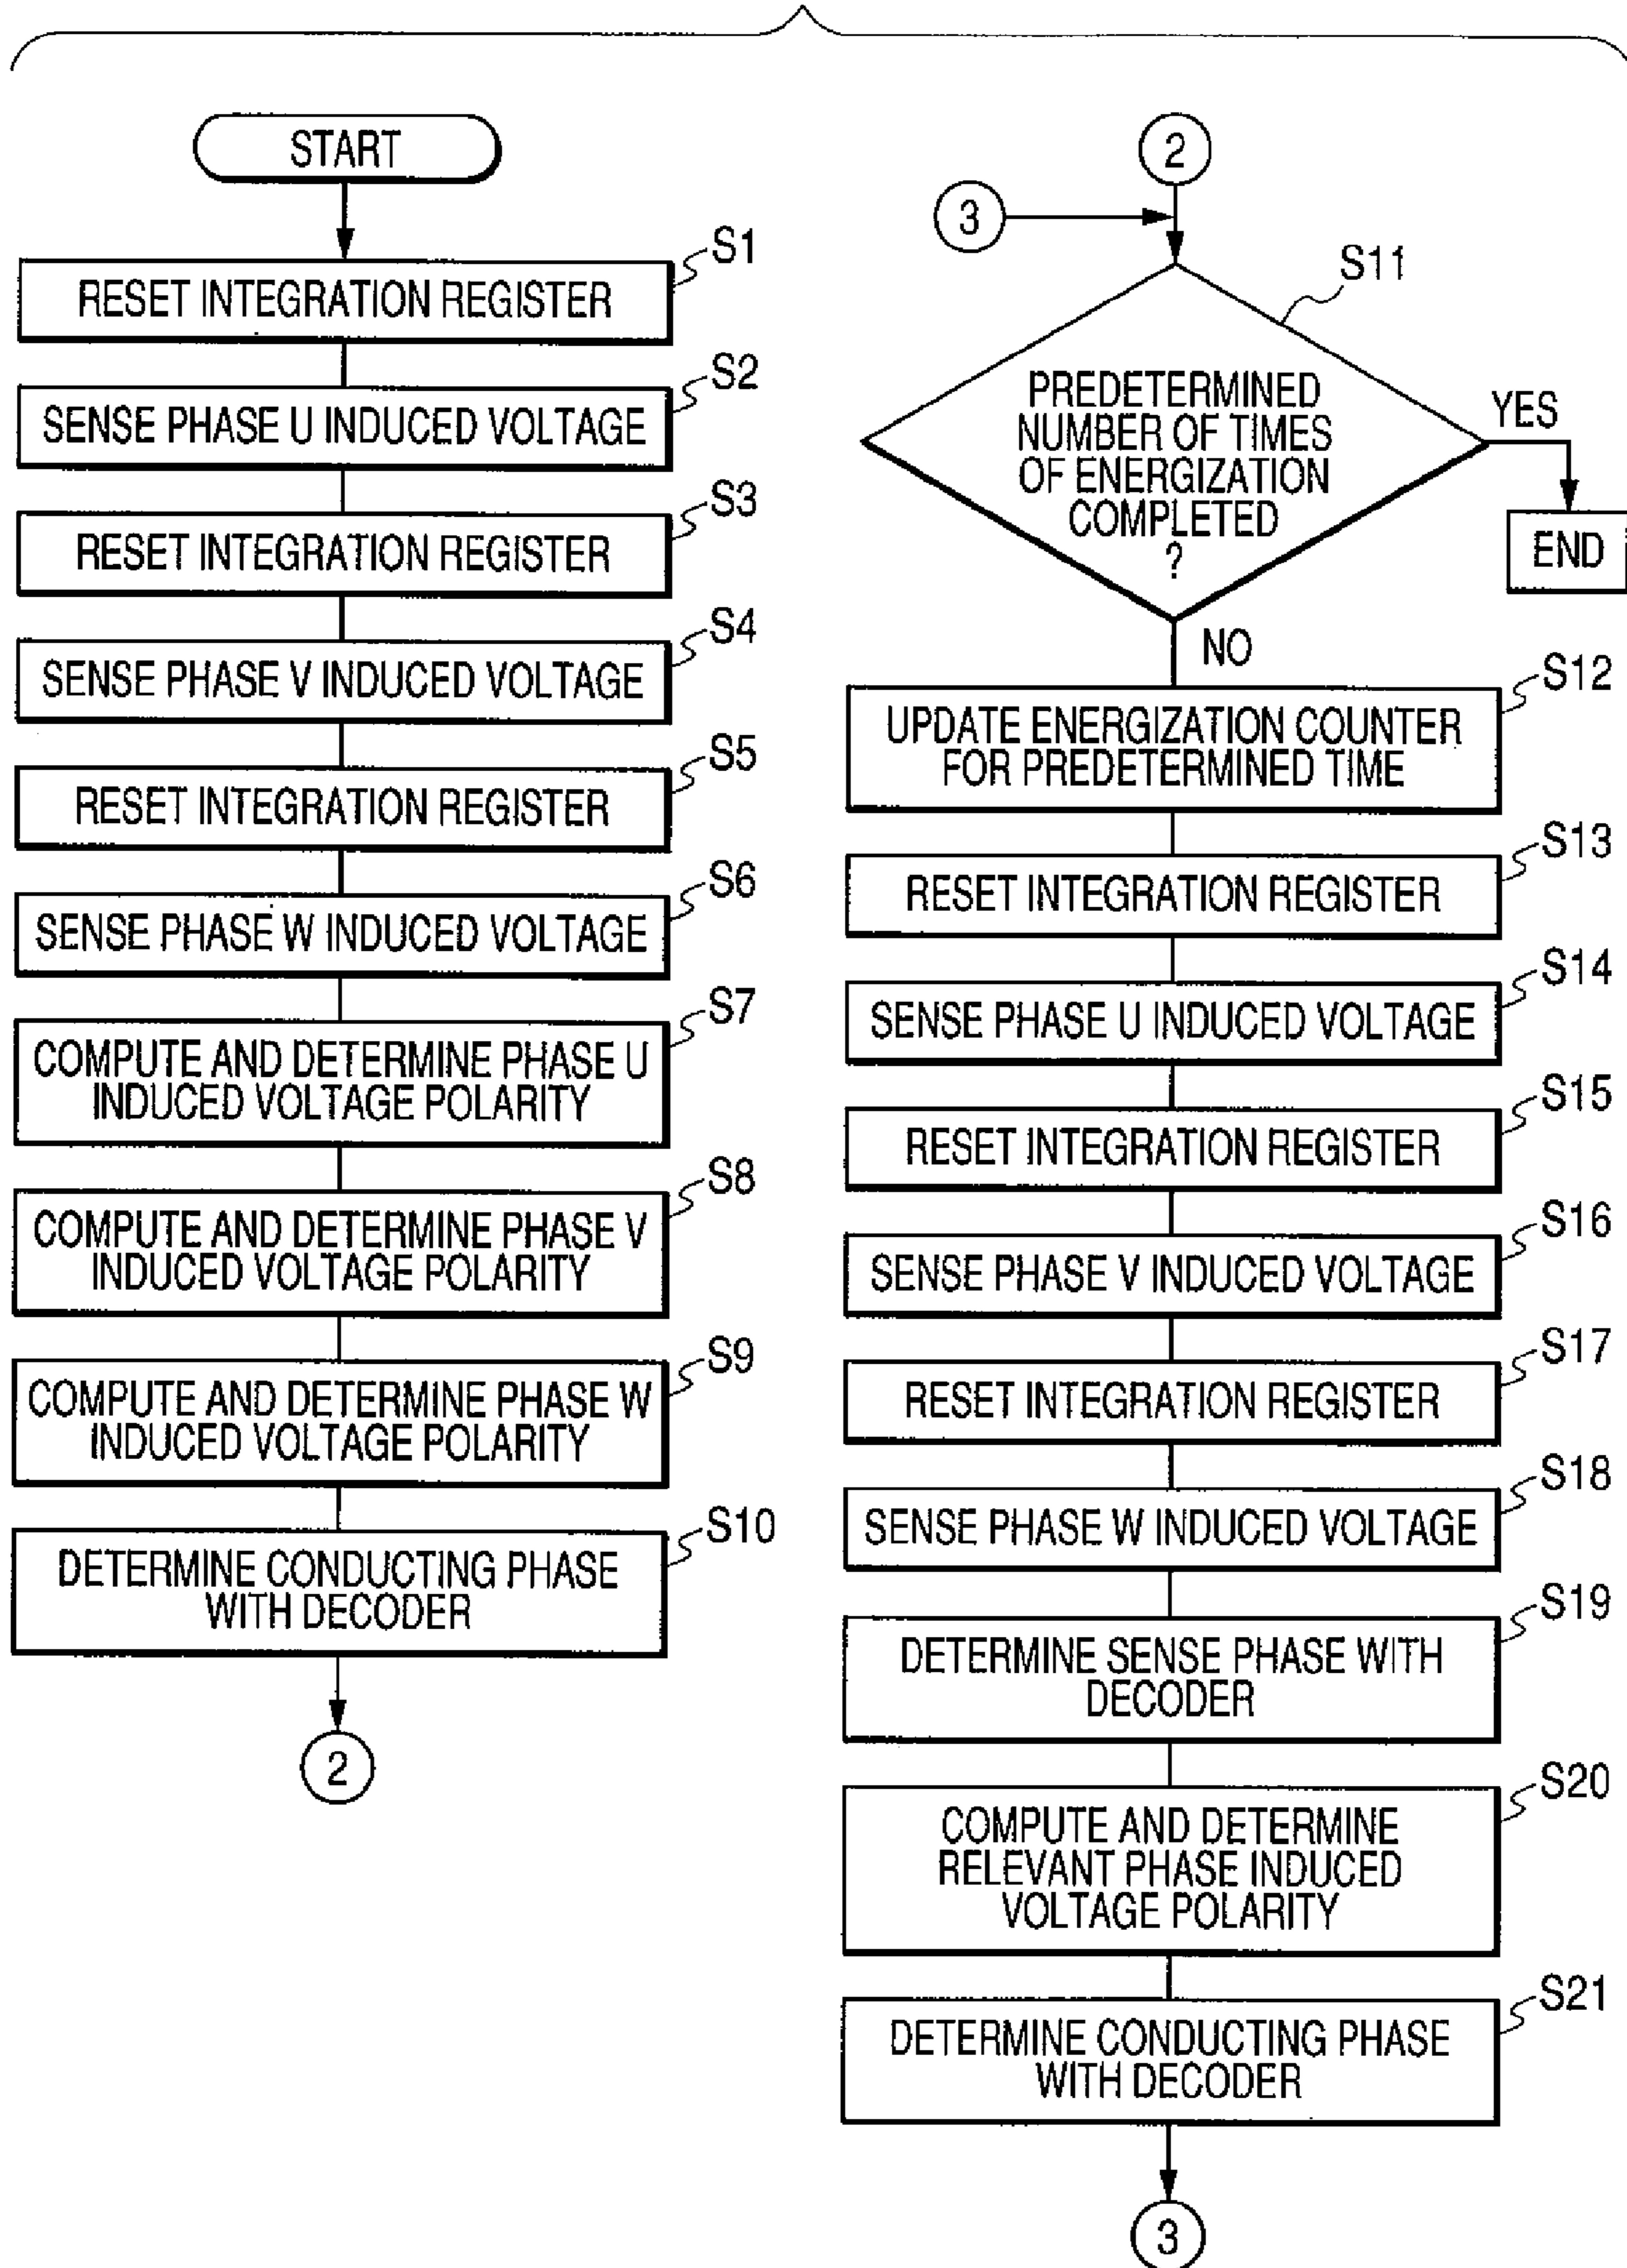 START
RESET INTEGRATION REGISTER
S1
SENSE PHASE U INDUCED VOLTAGE
S2
RESET INTEGRATION REGISTER
S3
SENSE PHASE V INDUCED VOLTAGE
S4
RESET INTEGRATION REGISTER
S5
SENSE PHASE W INDUCED VOLTAGE
S6
COMPUTE AND DETERMINE PHASE U
INDUCED VOLTAGE POLARITY
S7
COMPUTE AND DETERMINE PHASE V
INDUCED VOLTAGE POLARITY
S8
COMPUTE AND DETERMINE PHASE W
INDUCED VOLTAGE POLARITY
S9
DETERMINE CONDUCTING PHASE
WITH DECODER
S10
2
2
3
S11
PREDETERMINED
NUMBER OF TIMES
OF ENERGIZATION
COMPLETED
?
YES
END
NO
UPDATE ENERGIZATION COUNTER
FOR PREDETERMINED TIME
S12
RESET INTEGRATION REGISTER
S13
SENSE PHASE U INDUCED VOLTAGE
S14
RESET INTEGRATION REGISTER
S15
SENSE PHASE V INDUCED VOLTAGE
S16
RESET INTEGRATION REGISTER
S17
SENSE PHASE W INDUCED VOLTAGE
S18
DETERMINE SENSE PHASE WITH
DECODER
S19
COMPUTE AND DETERMINE
RELEVANT PHASE INDUCED
VOLTAGE POLARITY
S20
DETERMINE CONDUCTING PHASE
WITH DECODER
S21
3